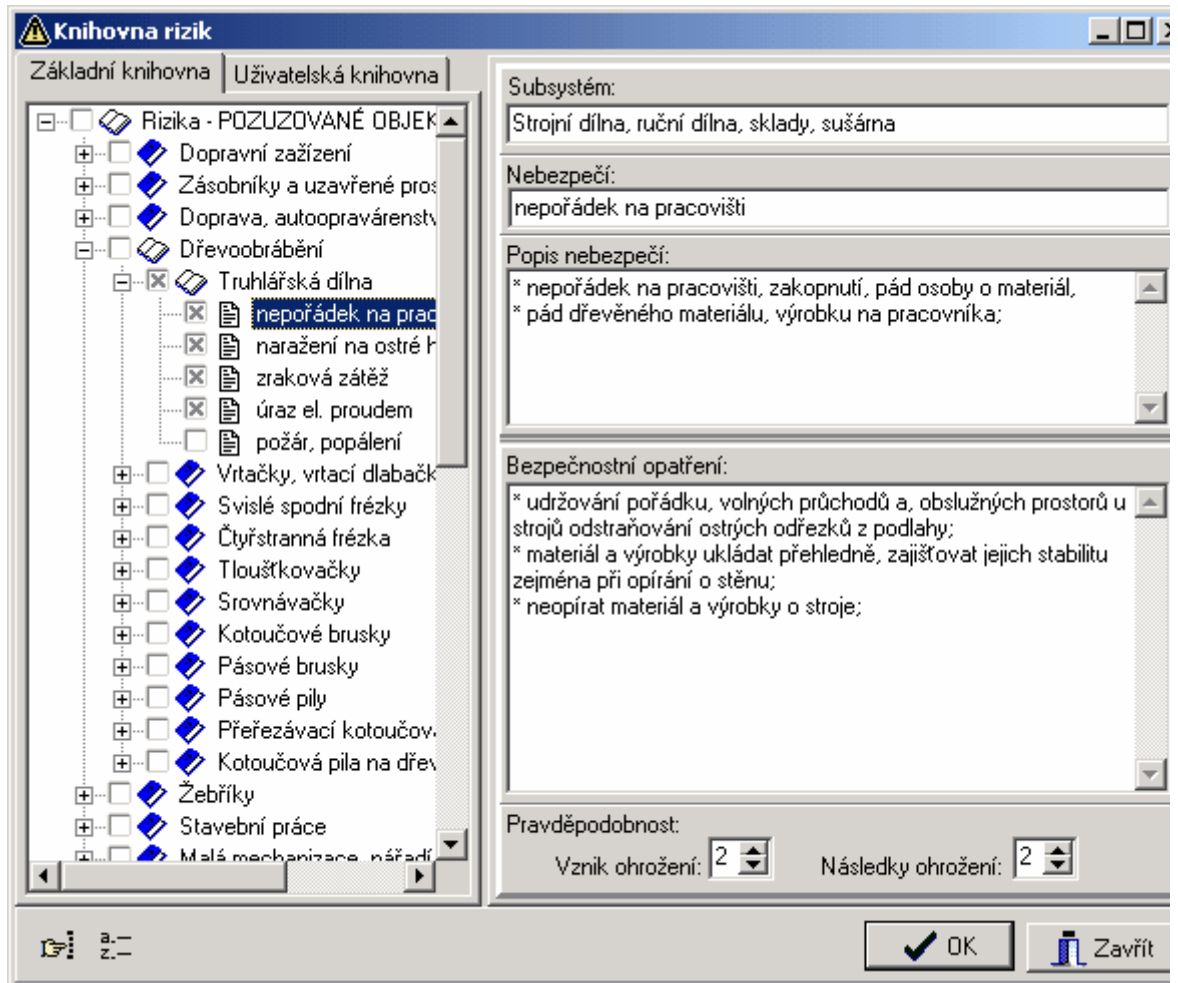 Knihovna rizik
Základní knihovna
Uživatelská knihovna
Rizika - POZUZOVANÉ OBJEK
Dopravní zažízení
Zásobníky a uzavřené pros
Doprava, autoopravárenstv
Dřevoobrábění
Truhlářská dílna
nepořádek na prac
naražení na ostré h
zraková zátěž
úraz el. proudem
požár, popálení
Vrtačky, vrtací dlabačk
Svislé spodní frézky
Čtyřstranná frézka
Tloušťkovačky
Srovnávačky
Kotoučové brusky
Pásové brusky
Pásové pily
Přeřezávací kotoučov
Kotoučová pila na dřev
Žebříky
Stavební práce
Malá mechanizace, nářadí
Subsystém:
Strojní dílna, ruční dílna, sklady, sušárna
Nebezpečí:
nepořádek na pracovišti
Popis nebezpečí:
* nepořádek na pracovišti, zakopnutí, pád osoby o materiál,
* pád dřevěného materiálu, výrobku na pracovníka;
Bezpečnostní opatření:
* udržování pořádku, volných průchodů a, obslužných prostorů u
strojů odstraňování ostrých odřezků z podlahy;
* materiál a výrobky ukládat přehledně, zajišťovat jejich stabilitu
zejména při opírání o stěnu;
* neopírat materiál a výrobky o stroje;
Pravděpodobnost:
Vznik ohrožení: 2 Následky ohrožení: 2
a.
z.
OK
Zavřít